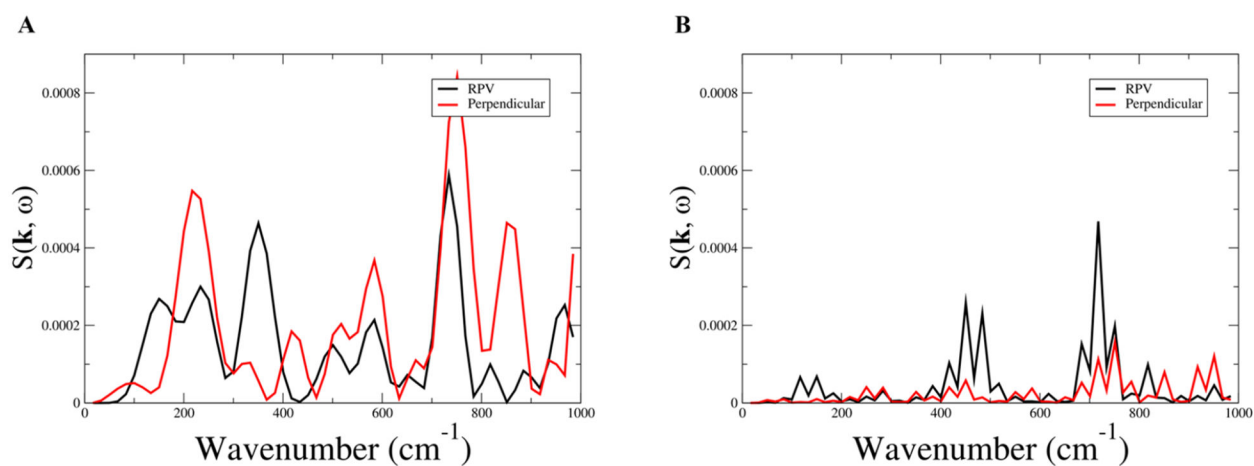 A
S(k, ω)
0.0008
0.0006
0.0004
0.0002
0
RPV
Perpendicular
0 200 400 600 800 1000
Wavenumber (cm⁻¹)
B
S(k, ω)
0.0008
0.0006
0.0004
0.0002
0
RPV
Perpendicular
0 200 400 600 800 1000
Wavenumber (cm⁻¹)